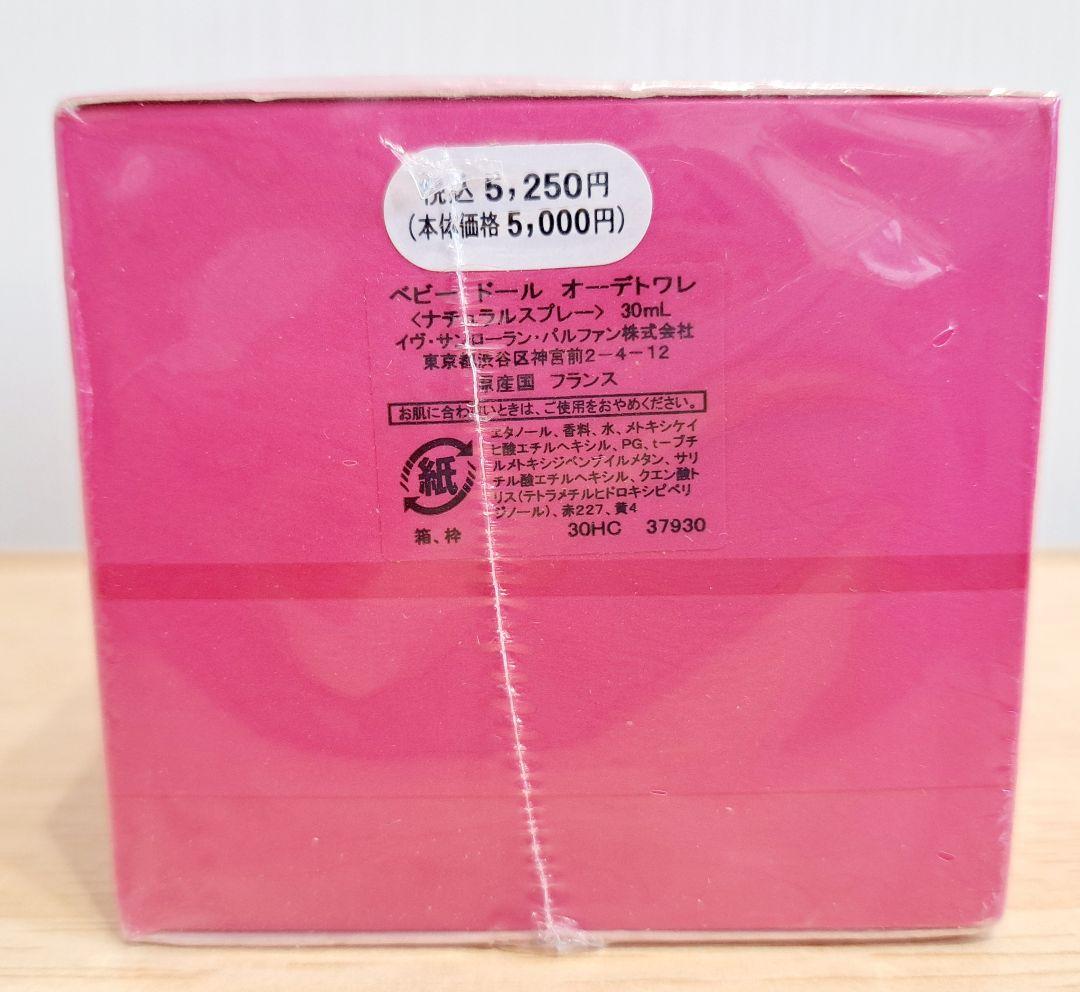 税込 5,250円
(本体価格 5,000円)
ベビー ドール オーデトワレ
〈ナチュラルスプレー〉 30mL
イヴ・サンローラン・パルファン株式会社
東京都渋谷区神宮前2-4-12
原産国 フランス
お肌に合わないときは、ご使用をおやめください。
エタノール、香料、水、メトキシケイ
ヒ酸エチルヘキシル、PG、t-ブチ
ルメトキシジベンゾイルメタン、サリ
チル酸エチルヘキシル、クエン酸ト
リス(テトラメチルヒドロキシピペリ
ジノール)、赤227、黄4
紙
箱、枠
30HC 37930